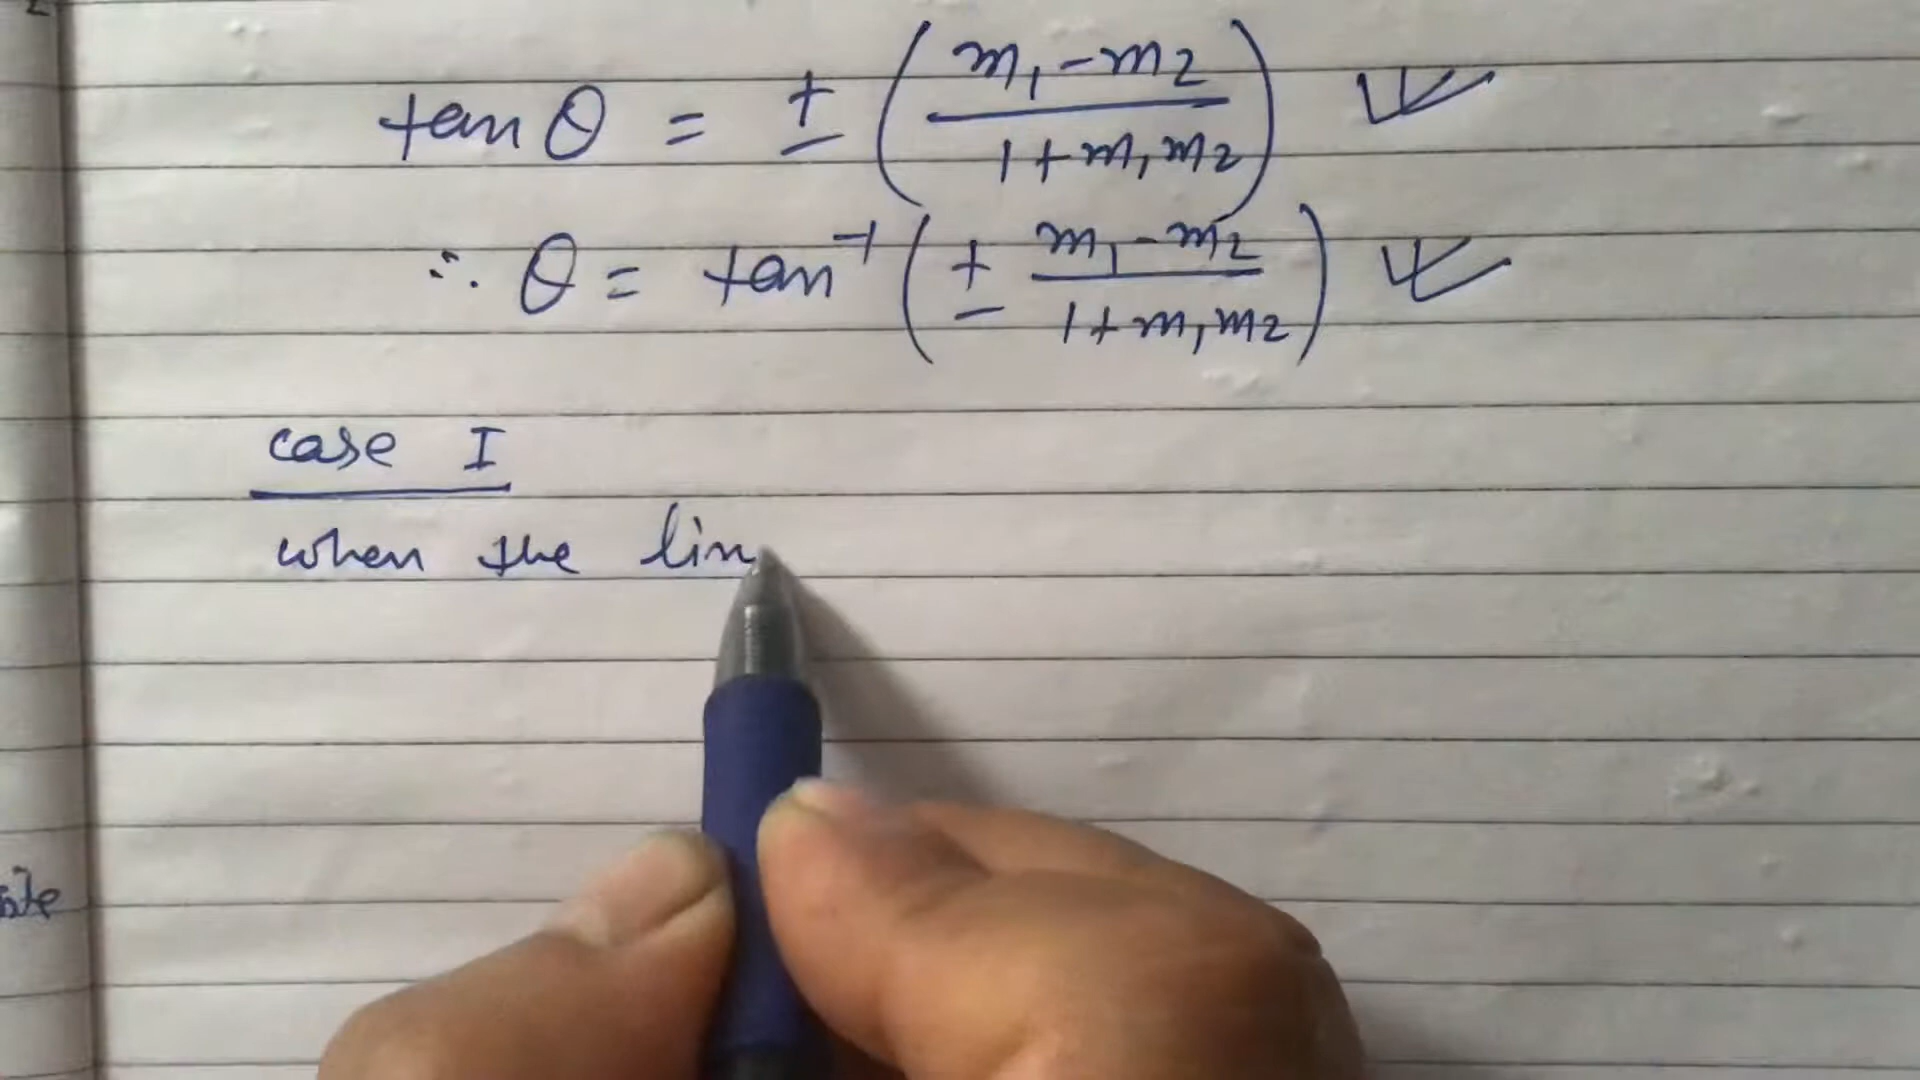 tan θ = ± (m₁-m₂ / 1+m₁m₂)
∴ θ = tan⁻¹ (± m₁-m₂ / 1+m₁m₂)
case I
when the lin